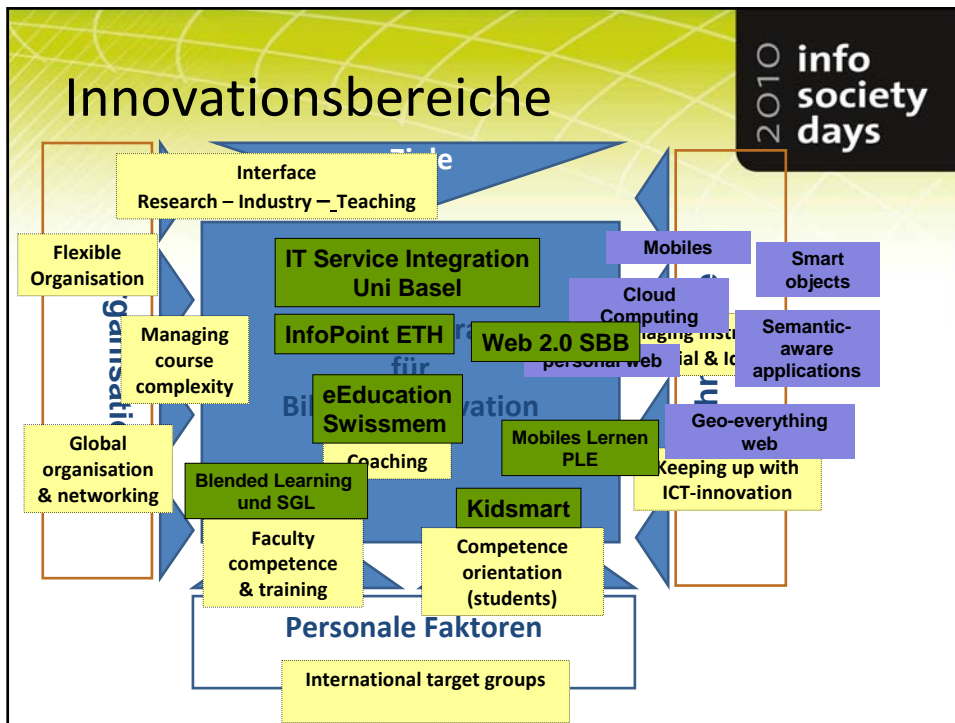 Innovationsbereiche
2010
info
society
days
Interface
Research – Industry – Teaching
Flexible
Organisation
Managing
course
complexity
Global
organisation
& networking
IT Service Integration
Uni Basel
InfoPoint ETH
Web 2.0 SBB
für
eEducation
Swissmem
Coaching
Mobiles Lernen
PLE
Blended Learning
und SGL
Kidsmart
Faculty
competence
& training
Competence
orientation
(students)
Mobiles
Smart
objects
Cloud
Computing
personal web
Semantic-
aware
applications
Geo-everything
web
Keeping up with
ICT-innovation
Personale Faktoren
International target groups